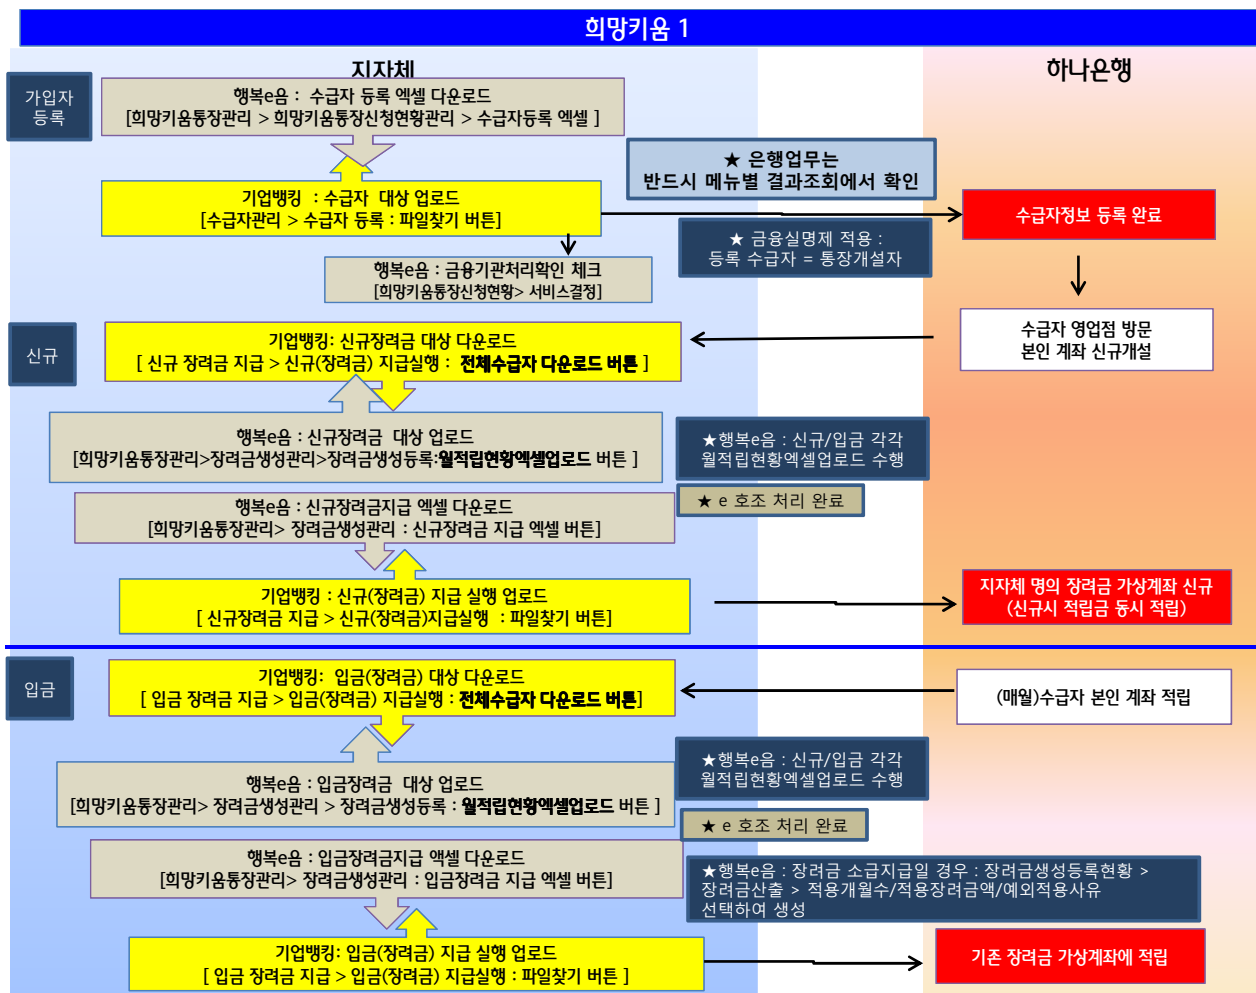 희망키움 1
지자체
하나은행
가입자
등록
행복e음 : 수급자 등록 엑셀 다운로드
[희망키움통장관리 > 희망키움통장신청현황관리 > 수급자등록 엑셀 ]
★ 은행업무는
반드시 메뉴별 결과조회에서 확인
기업뱅킹 : 수급자 대상 업로드
[수급자관리 > 수급자 등록 : 파일찾기 버튼]
수급자정보 등록 완료
★ 금융실명제 적용 :
등록 수급자 = 통장개설자
행복e음 : 금융기관처리확인 체크
[희망키움통장신청현황> 서비스결정]
신규
기업뱅킹: 신규장려금 대상 다운로드
[ 신규 장려금 지급 > 신규(장려금) 지급실행 : 전체수급자 다운로드 버튼 ]
수급자 영업점 방문
본인 계좌 신규개설
행복e음 : 신규장려금 대상 업로드
[희망키움통장관리>장려금생성관리>장려금생성등록:월적립현황엑셀업로드 버튼 ]
★행복e음 : 신규/입금 각각
월적립현황엑셀업로드 수행
★ e 호조 처리 완료
행복e음 : 신규장려금지급 엑셀 다운로드
[희망키움통장관리> 장려금생성관리 : 신규장려금 지급 엑셀 버튼]
기업뱅킹 : 신규(장려금) 지급 실행 업로드
[ 신규장려금 지급 > 신규(장려금)지급실행 : 파일찾기 버튼]
지자체 명의 장려금 가상계좌 신규
(신규시 적립금 동시 적립)
입금
기업뱅킹: 입금(장려금) 대상 다운로드
[ 입금 장려금 지급 > 입금(장려금) 지급실행 : 전체수급자 다운로드 버튼]
(매월)수급자 본인 계좌 적립
행복e음 : 입금장려금 대상 업로드
[희망키움통장관리> 장려금생성관리 > 장려금생성등록 : 월적립현황엑셀업로드 버튼 ]
★행복e음 : 신규/입금 각각
월적립현황엑셀업로드 수행
★ e 호조 처리 완료
행복e음 : 입금장려금지급 액셀 다운로드
[희망키움통장관리> 장려금생성관리 : 입금장려금 지급 엑셀 버튼]
★행복e음 : 장려금 소급지급일 경우 : 장려금생성등록현황 >
장려금산출 > 적용개월수/적용장려금액/예외적용사유
선택하여 생성
기업뱅킹: 입금(장려금) 지급 실행 업로드
[ 입금 장려금 지급 > 입금(장려금) 지급실행 : 파일찾기 버튼 ]
기존 장려금 가상계좌에 적립